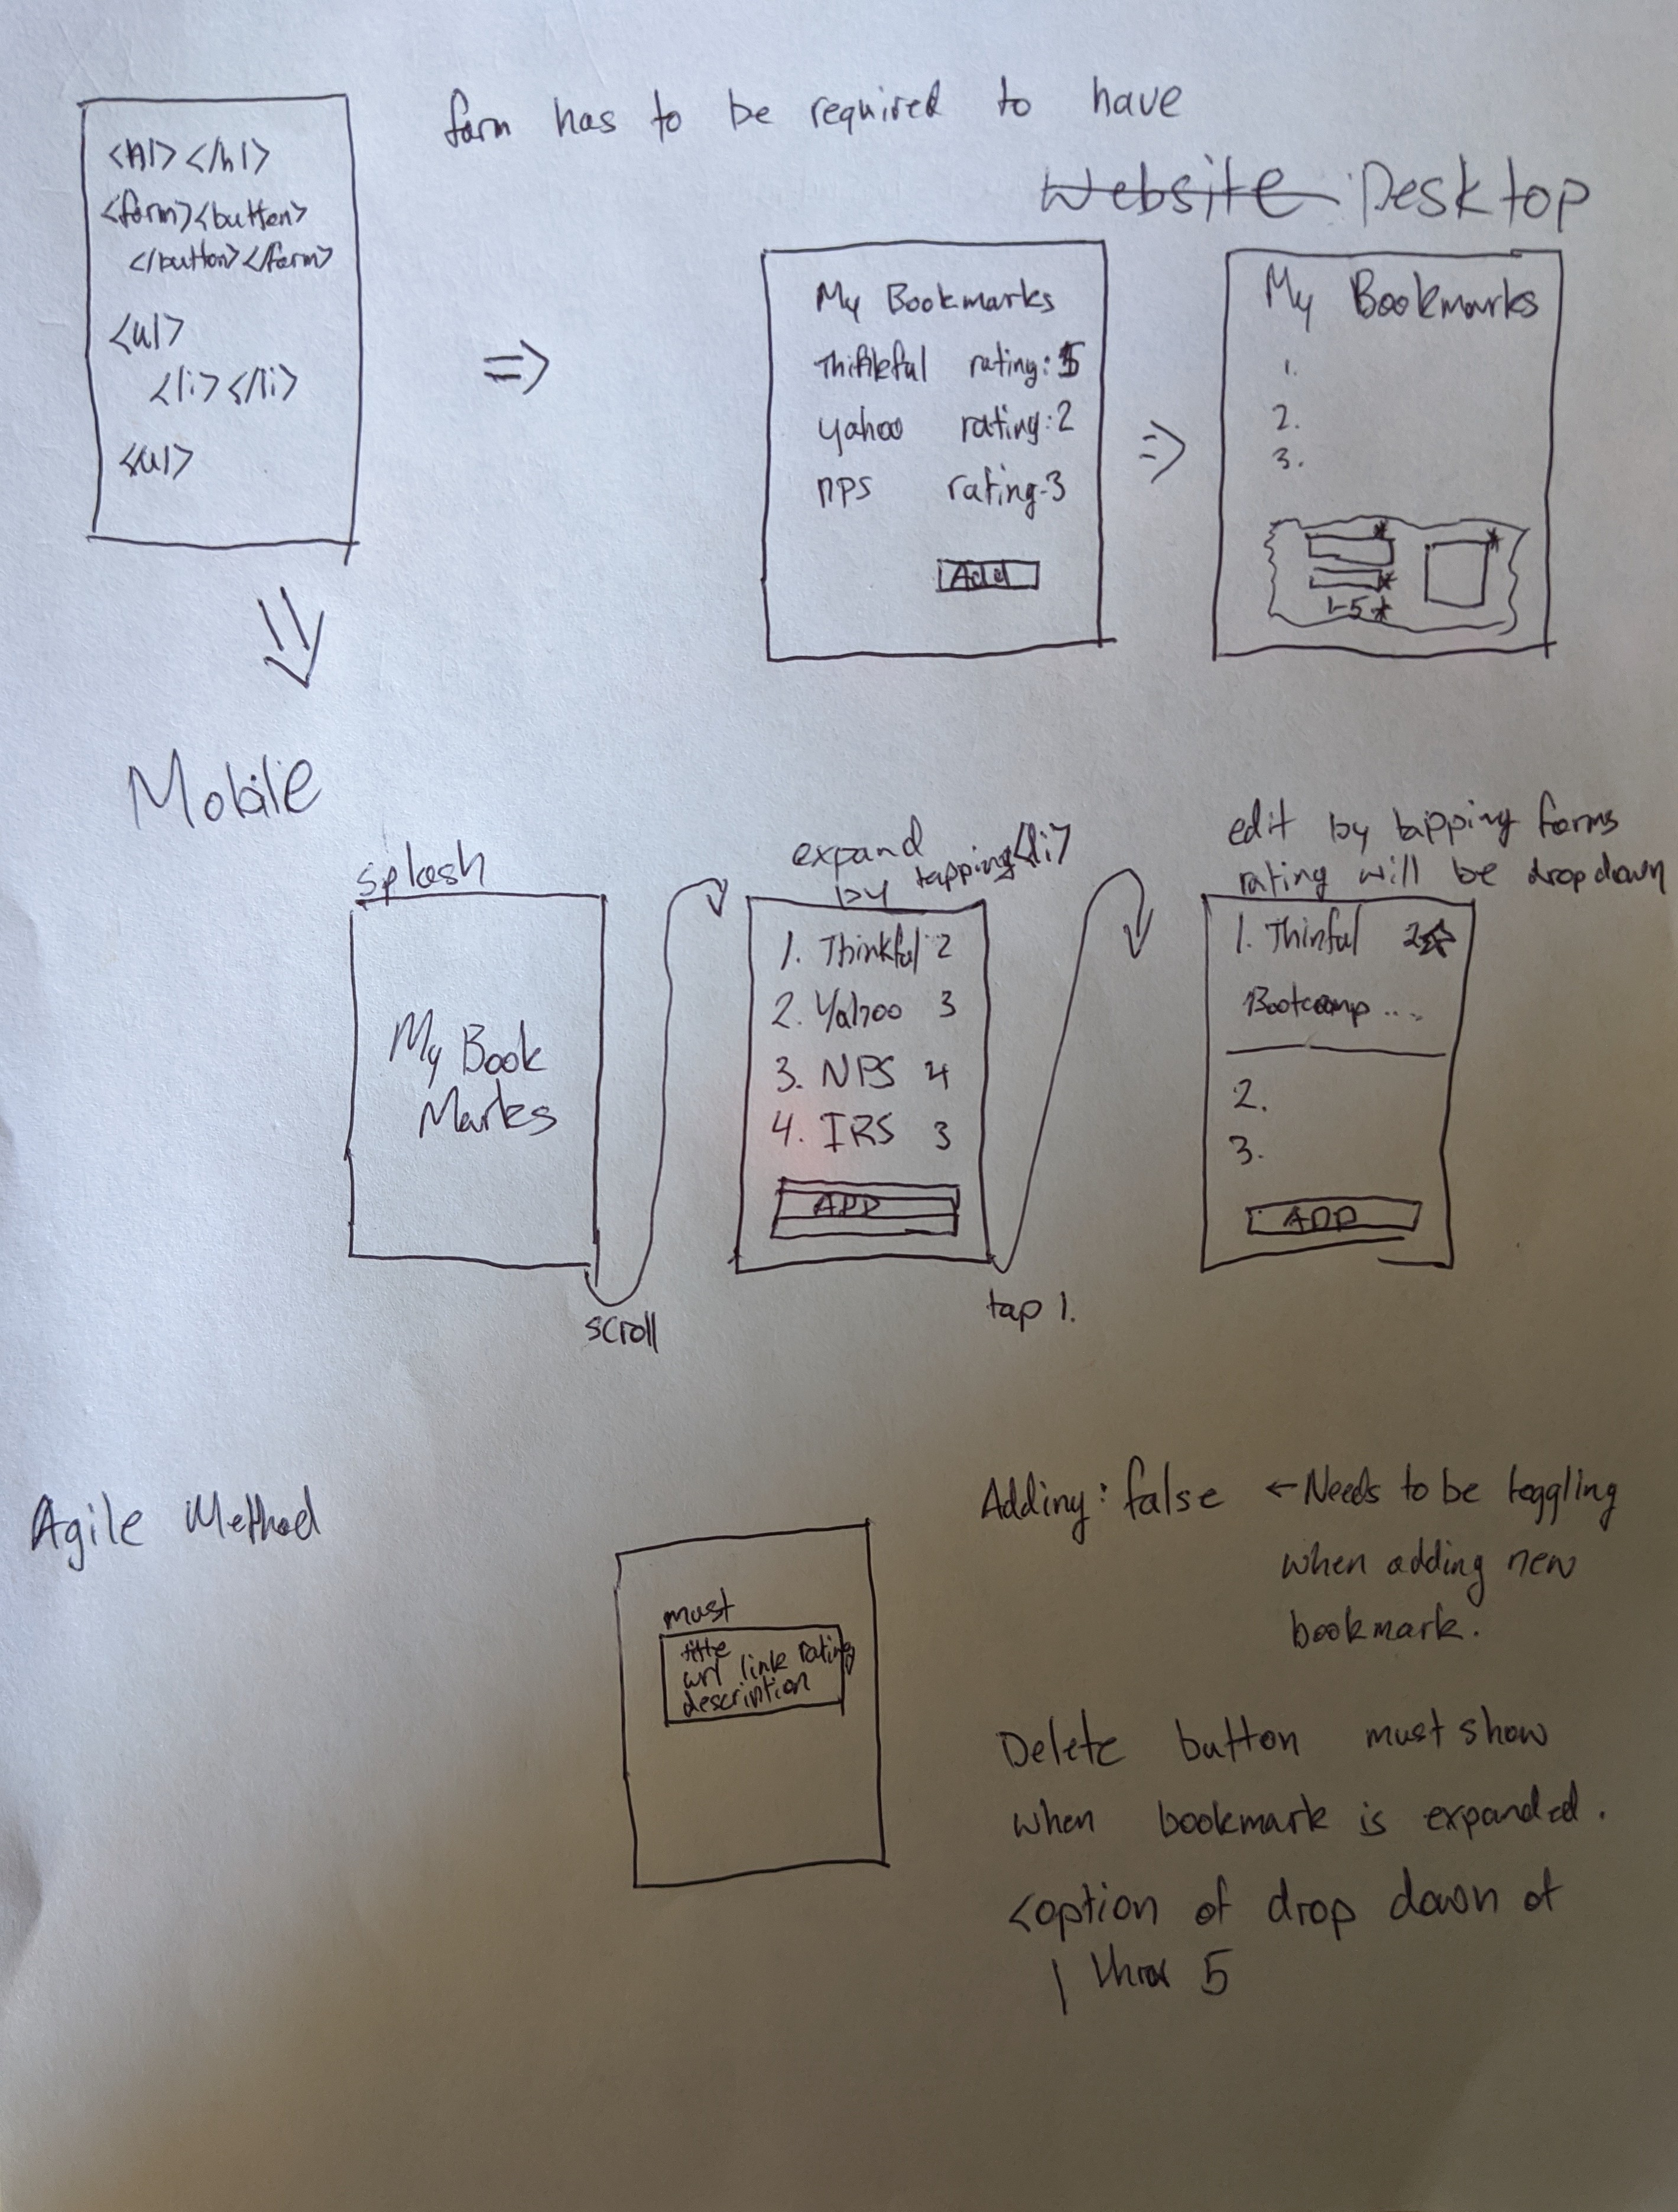 form has to be required to have
<h1></h1>
<form><button>
</button></form>
<ul>
<li></li>
<ul>
=>
Website Desktop
My Bookmarks
rating: 5
yahoo rating:2
nps rating-3
Add
=>
My Bookmarks
1.
2.
3.
*
*
*
1-5*
Mobile
splash
My Book
Marks
scroll
expand
by tapping <li>
1. Thinkful 2
2. Yahoo 3
3. NPS 4
4. IRS 3
ADD
tap 1.
edit by tapping forms
rating will be dropdown
1. Thinful 2
Bootcamp ....
2.
3.
ADD
Agile Method
must
title
url link rating
description
Adding: false ← Needs to be toggling
when adding new
bookmark.
Delete button must show
when bookmark is expanded.
<option of drop down of
1 5